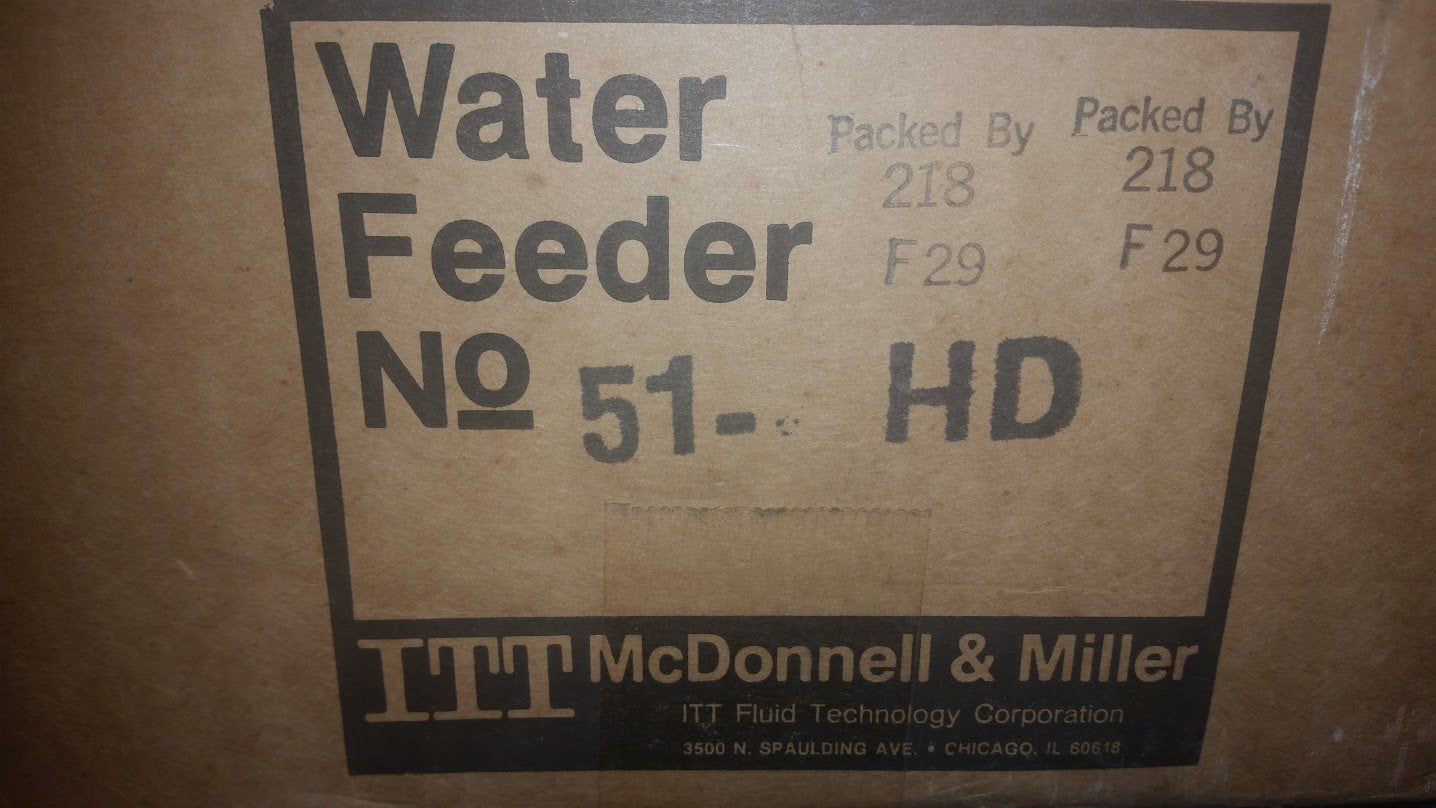 Water
Feeder
No 51- HD
Packed By
218
F29
Packed By
218
F29
ITT McDonnell & Miller
ITT Fluid Technology Corporation
3500 N. SPAULDING AVE. • CHICAGO, IL 60618